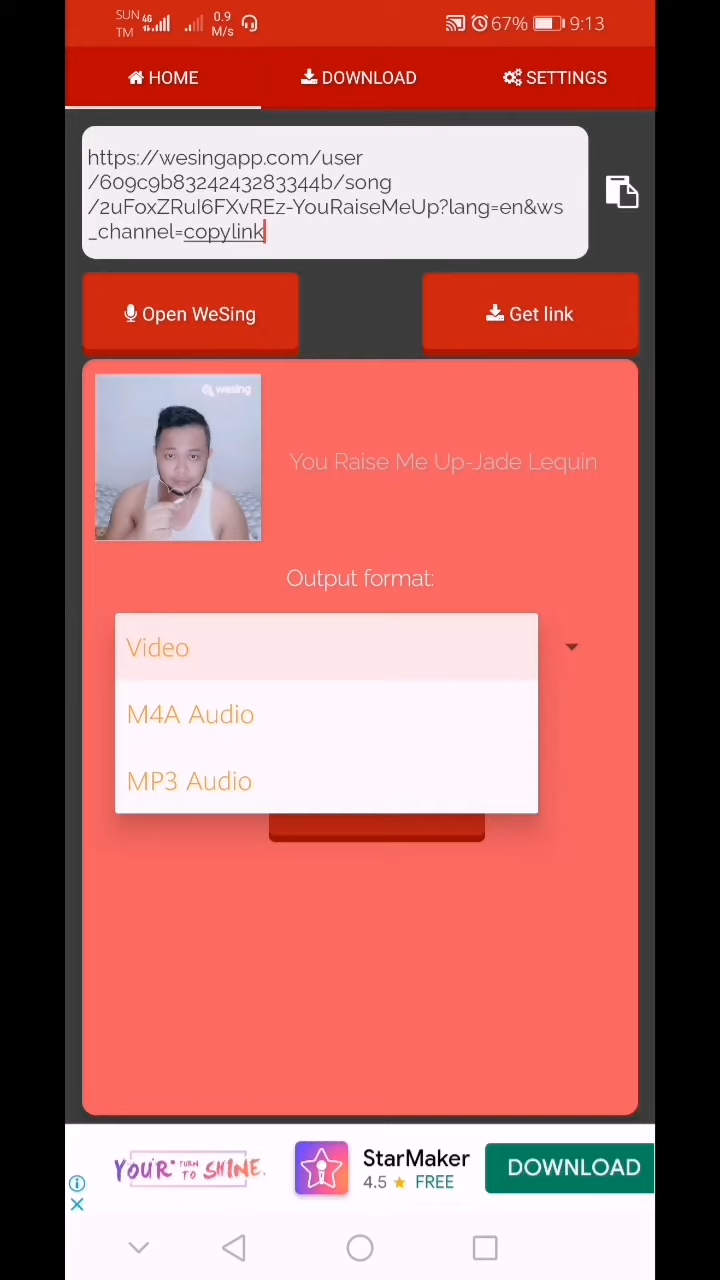 SUN 4G 0.9 67% 9:13
TM M/s
HOME DOWNLOAD SETTINGS
https://wesingapp.com/user
/609c9b8324243283344b/song
/2uFoxZRuI6FXvREz-YouRaiseMeUp?lang=en&ws
_channel=copylink
Open WeSing Get link
wesing
You Raise Me Up-Jade Lequin
Output format:
Video
M4A Audio
MP3 Audio
YOUR TURN TO SHINE.
StarMaker
4.5 ★ FREE
DOWNLOAD